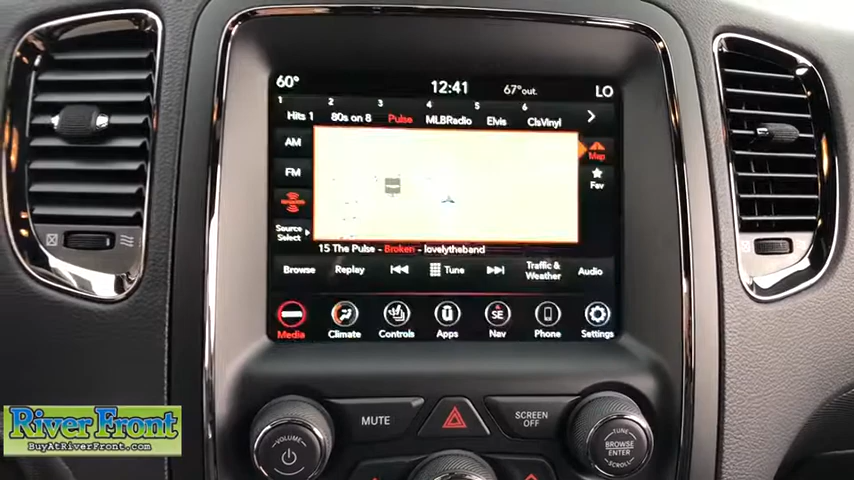 60° 12:41 67°out. LO
1 2 3 4 5 6
Hits 1 80s on 8 Pulse MLBRadio Elvis ClsVinyl
AM
Map
FM
Fav
Source
Select
15 The Pulse - Broken - lovelytheband
Browse Replay Tune Traffic &
Weather Audio
SE
Media Climate Controls Apps Nav Phone Settings
MUTE
SCREEN
OFF
VOLUME
TUNE
BROWSE
ENTER
SCROLL
River Front
BuyAtRiverFront.com